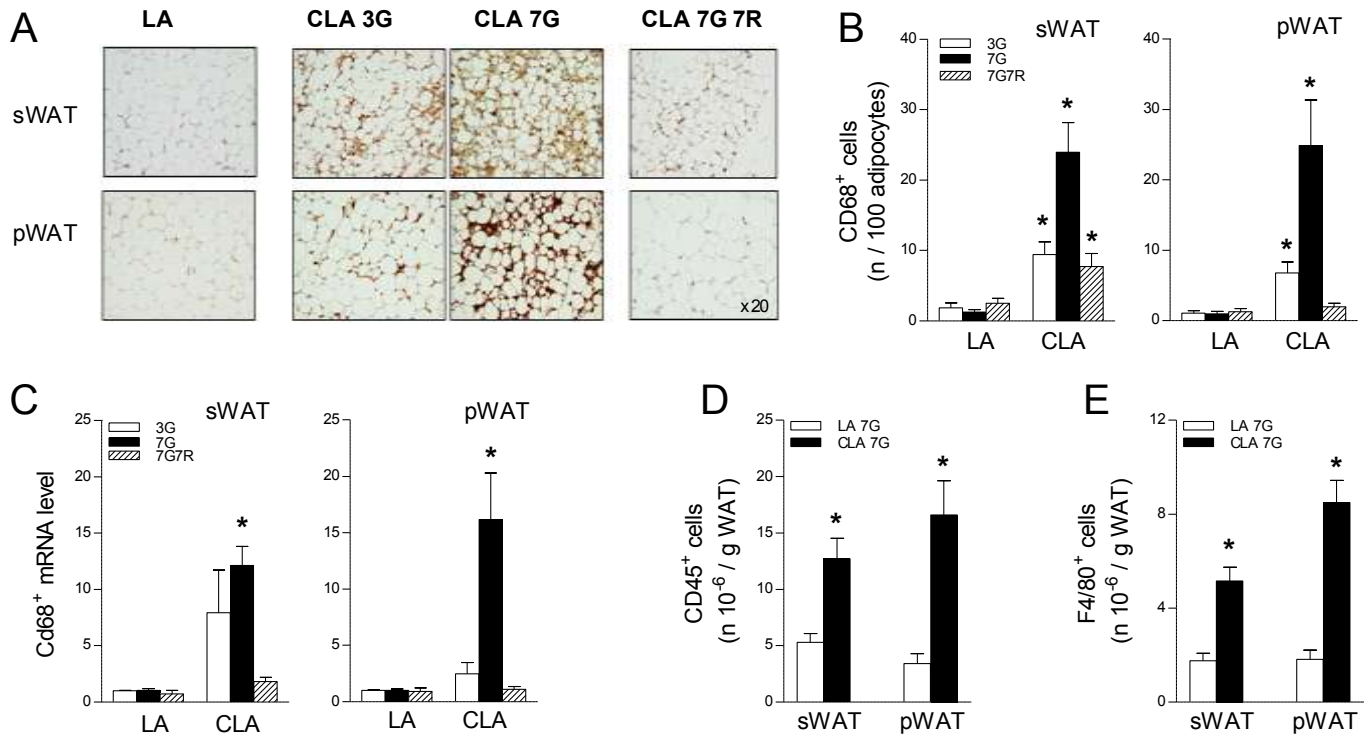 A
LA
CLA 3G
CLA 7G
CLA 7G 7R
sWAT
pWAT
x20
B
sWAT
pWAT
3G
7G
7G7R
CD68+ cells
(n / 100 adipocytes)
40
30
20
10
0
* * *
LA
CLA
40
30
20
10
0
* *
LA
CLA
C
sWAT
pWAT
3G
7G
7G7R
Cd68+ mRNA level
25
20
15
10
5
0
*
LA
CLA
25
20
15
10
5
0
*
LA
CLA
D
LA 7G
CLA 7G
CD45+ cells
(n 10-6 / g WAT)
25
20
15
10
5
0
* *
sWAT
pWAT
E
LA 7G
CLA 7G
F4/80+ cells
(n 10-6 / g WAT)
12
8
4
0
* *
sWAT
pWAT